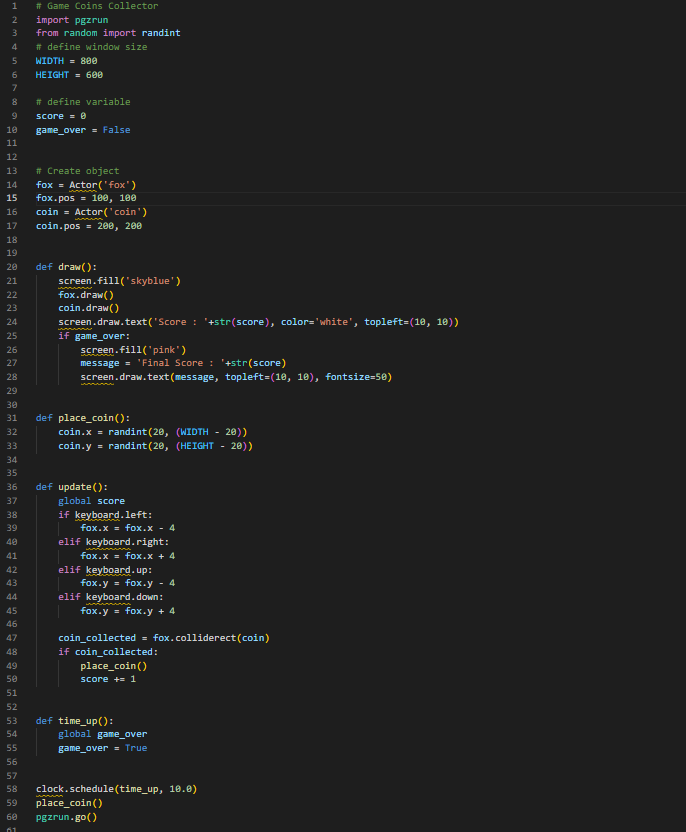 1 # Game Coins Collector
2 import pgzrun
3 from random import randint
4 # define window size
5 WIDTH = 800
6 HEIGHT = 600
7
8 # define variable
9 score = 0
10 game_over = False
11
12
13 # Create object
14 fox = Actor('fox')
15 fox.pos = 100, 100
16 coin = Actor('coin')
17 coin.pos = 200, 200
18
19
20 def draw():
21     screen.fill('skyblue')
22     fox.draw()
23     coin.draw()
24     screen.draw.text('Score : '+str(score), color='white', topleft=(10, 10))
25     if game_over:
26         screen.fill('pink')
27         message = 'Final Score : '+str(score)
28         screen.draw.text(message, topleft=(10, 10), fontsize=50)
29
30
31 def place_coin():
32     coin.x = randint(20, (WIDTH - 20))
33     coin.y = randint(20, (HEIGHT - 20))
34
35
36 def update():
37     global score
38     if keyboard.left:
39         fox.x = fox.x - 4
40     elif keyboard.right:
41         fox.x = fox.x + 4
42     elif keyboard.up:
43         fox.y = fox.y - 4
44     elif keyboard.down:
45         fox.y = fox.y + 4
46
47     coin_collected = fox.colliderect(coin)
48     if coin_collected:
49         place_coin()
50         score += 1
51
52
53 def time_up():
54     global game_over
55     game_over = True
56
57
58 clock.schedule(time_up, 10.0)
59 place_coin()
60 pgzrun.go()
61